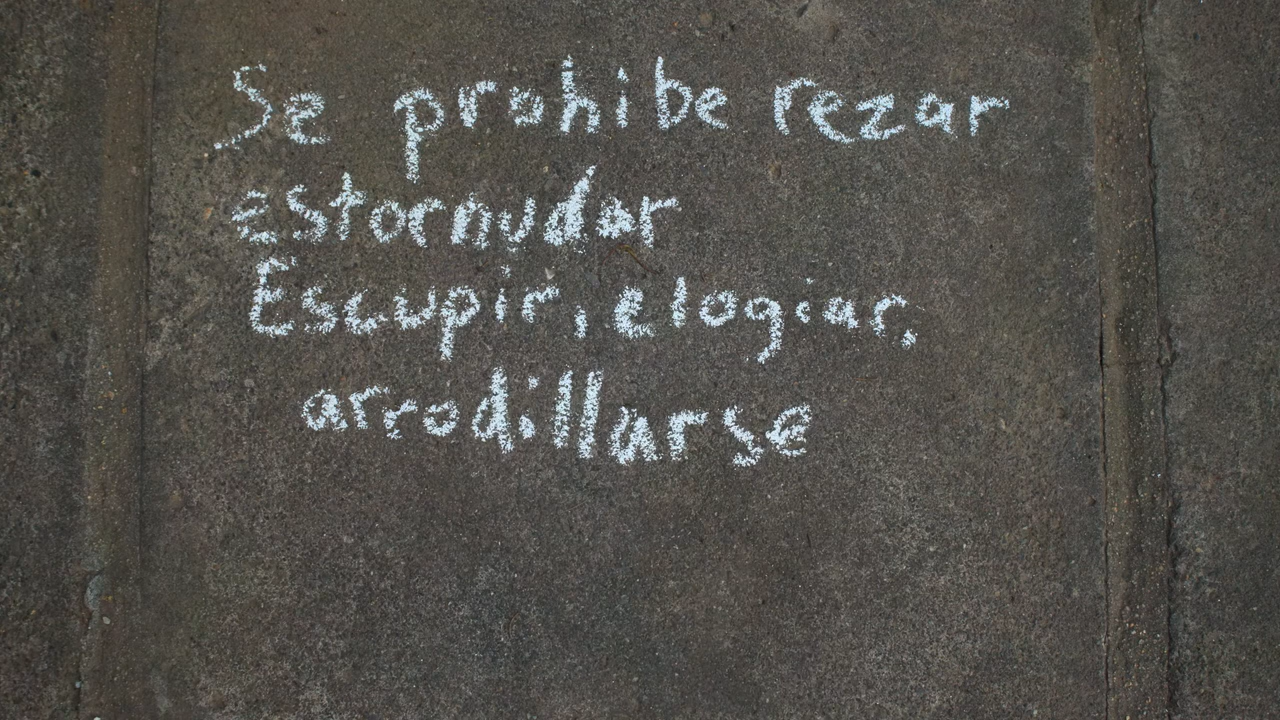 Se prohibe rezar
estornudar
Escupir, elogiar,
arrodillarse